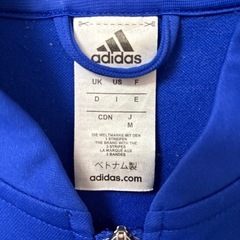 adidas
UK US F
D I E
CDN J
M
DIE WELTMARKE MIT DEN
3 STREIFEN
THE BRAND WITH THE
3 STRIPES
LA MARQUE AUX
3 BANDES
ベトナム製
adidas.com